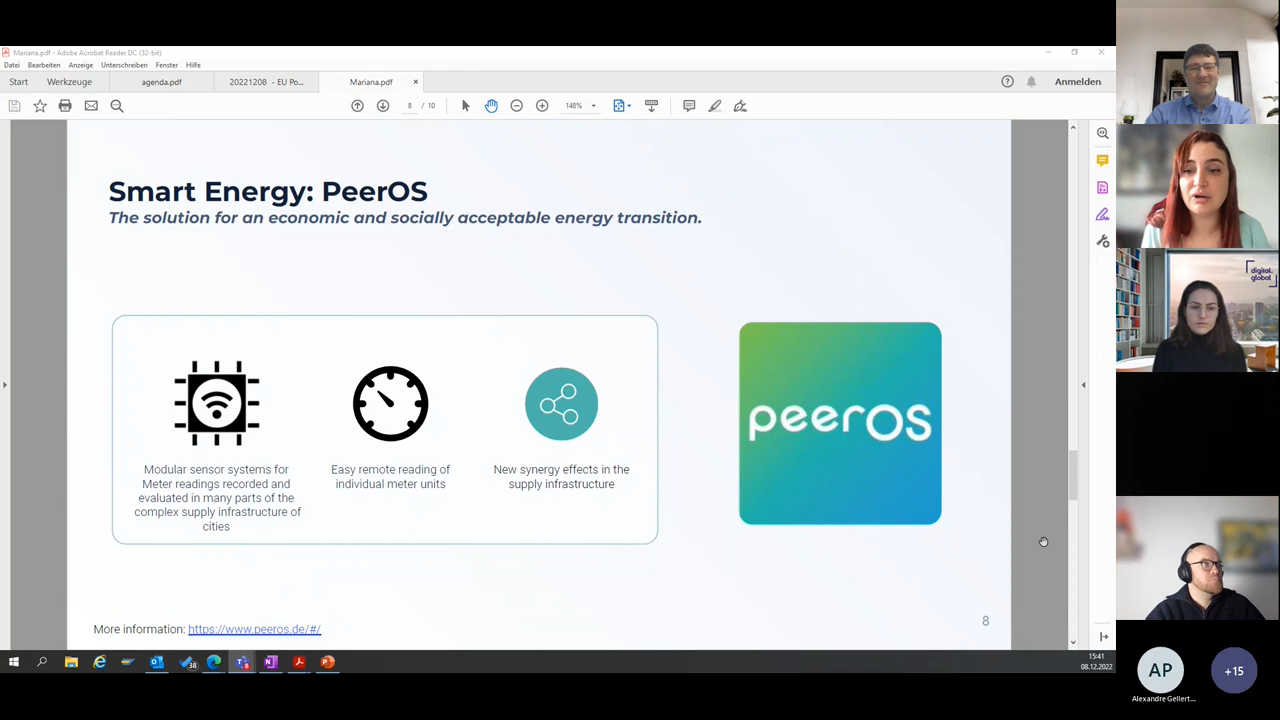 Mariana.pdf - Adobe Acrobat Reader DC (32-bit)
Datei Bearbeiten Anzeige Unterschreiben Fenster Hilfe
Start Werkzeuge agenda.pdf 20221208 - EU Po... Mariana.pdf × Anmelden
8 / 10 148%
Smart Energy: PeerOS
The solution for an economic and socially acceptable energy transition.
Modular sensor systems for
Meter readings recorded and
evaluated in many parts of the
complex supply infrastructure of
cities
Easy remote reading of
individual meter units
New synergy effects in the
supply infrastructure
peerOS
More information: https://www.peeros.de/#/
8
38
15:41
08.12.2022
digital.
global
AP
+15
Alexandre Gellert...